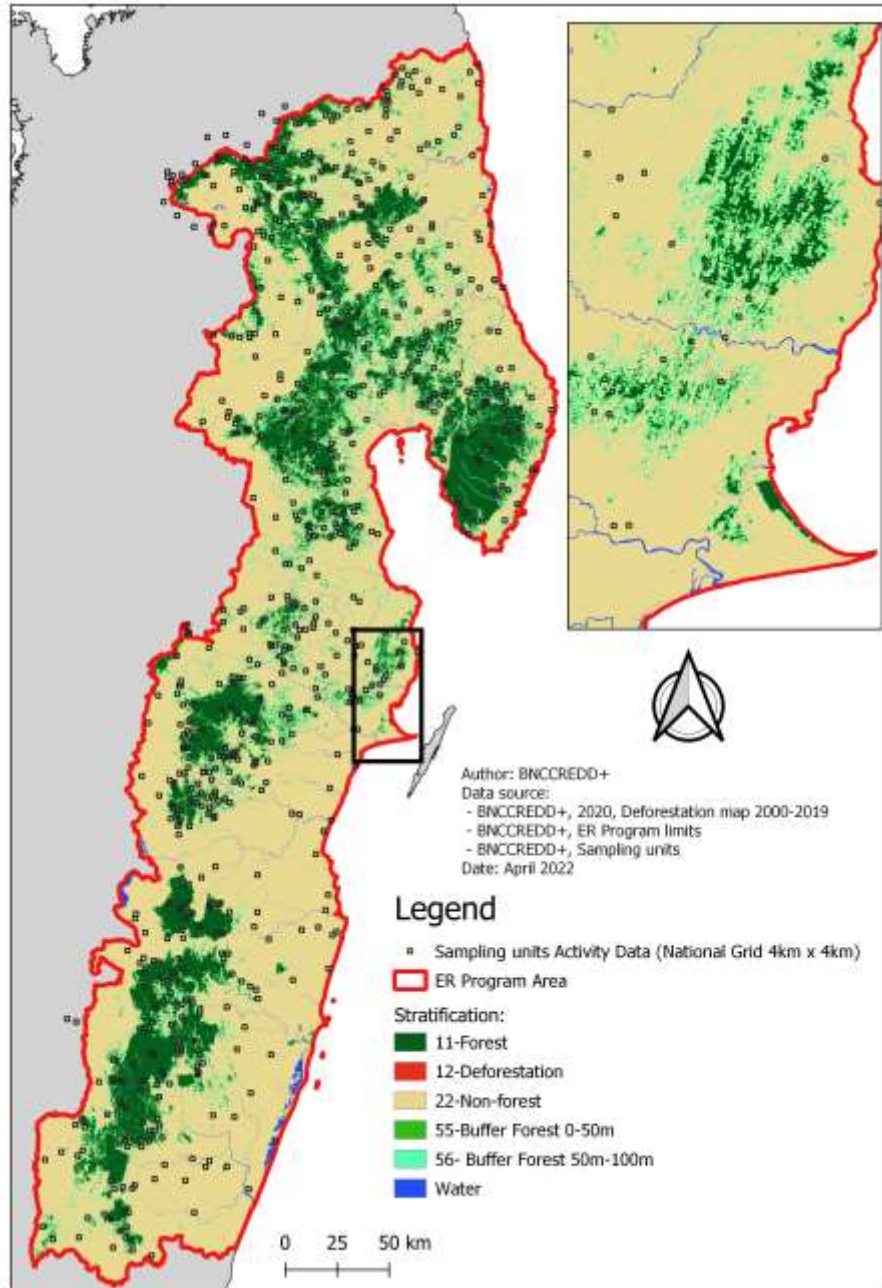 Author: BNCCREDD+
Data source:
- BNCCREDD+, 2020, Deforestation map 2000-2019
- BNCCREDD+, ER Program limits
- BNCCREDD+, Sampling units
Date: April 2022
Legend
Sampling units Activity Data (National Grid 4km x 4km)
ER Program Area
Stratification:
11-Forest
12-Deforestation
22-Non-forest
55-Buffer Forest 0-50m
56- Buffer Forest 50m-100m
Water
0 25 50 km